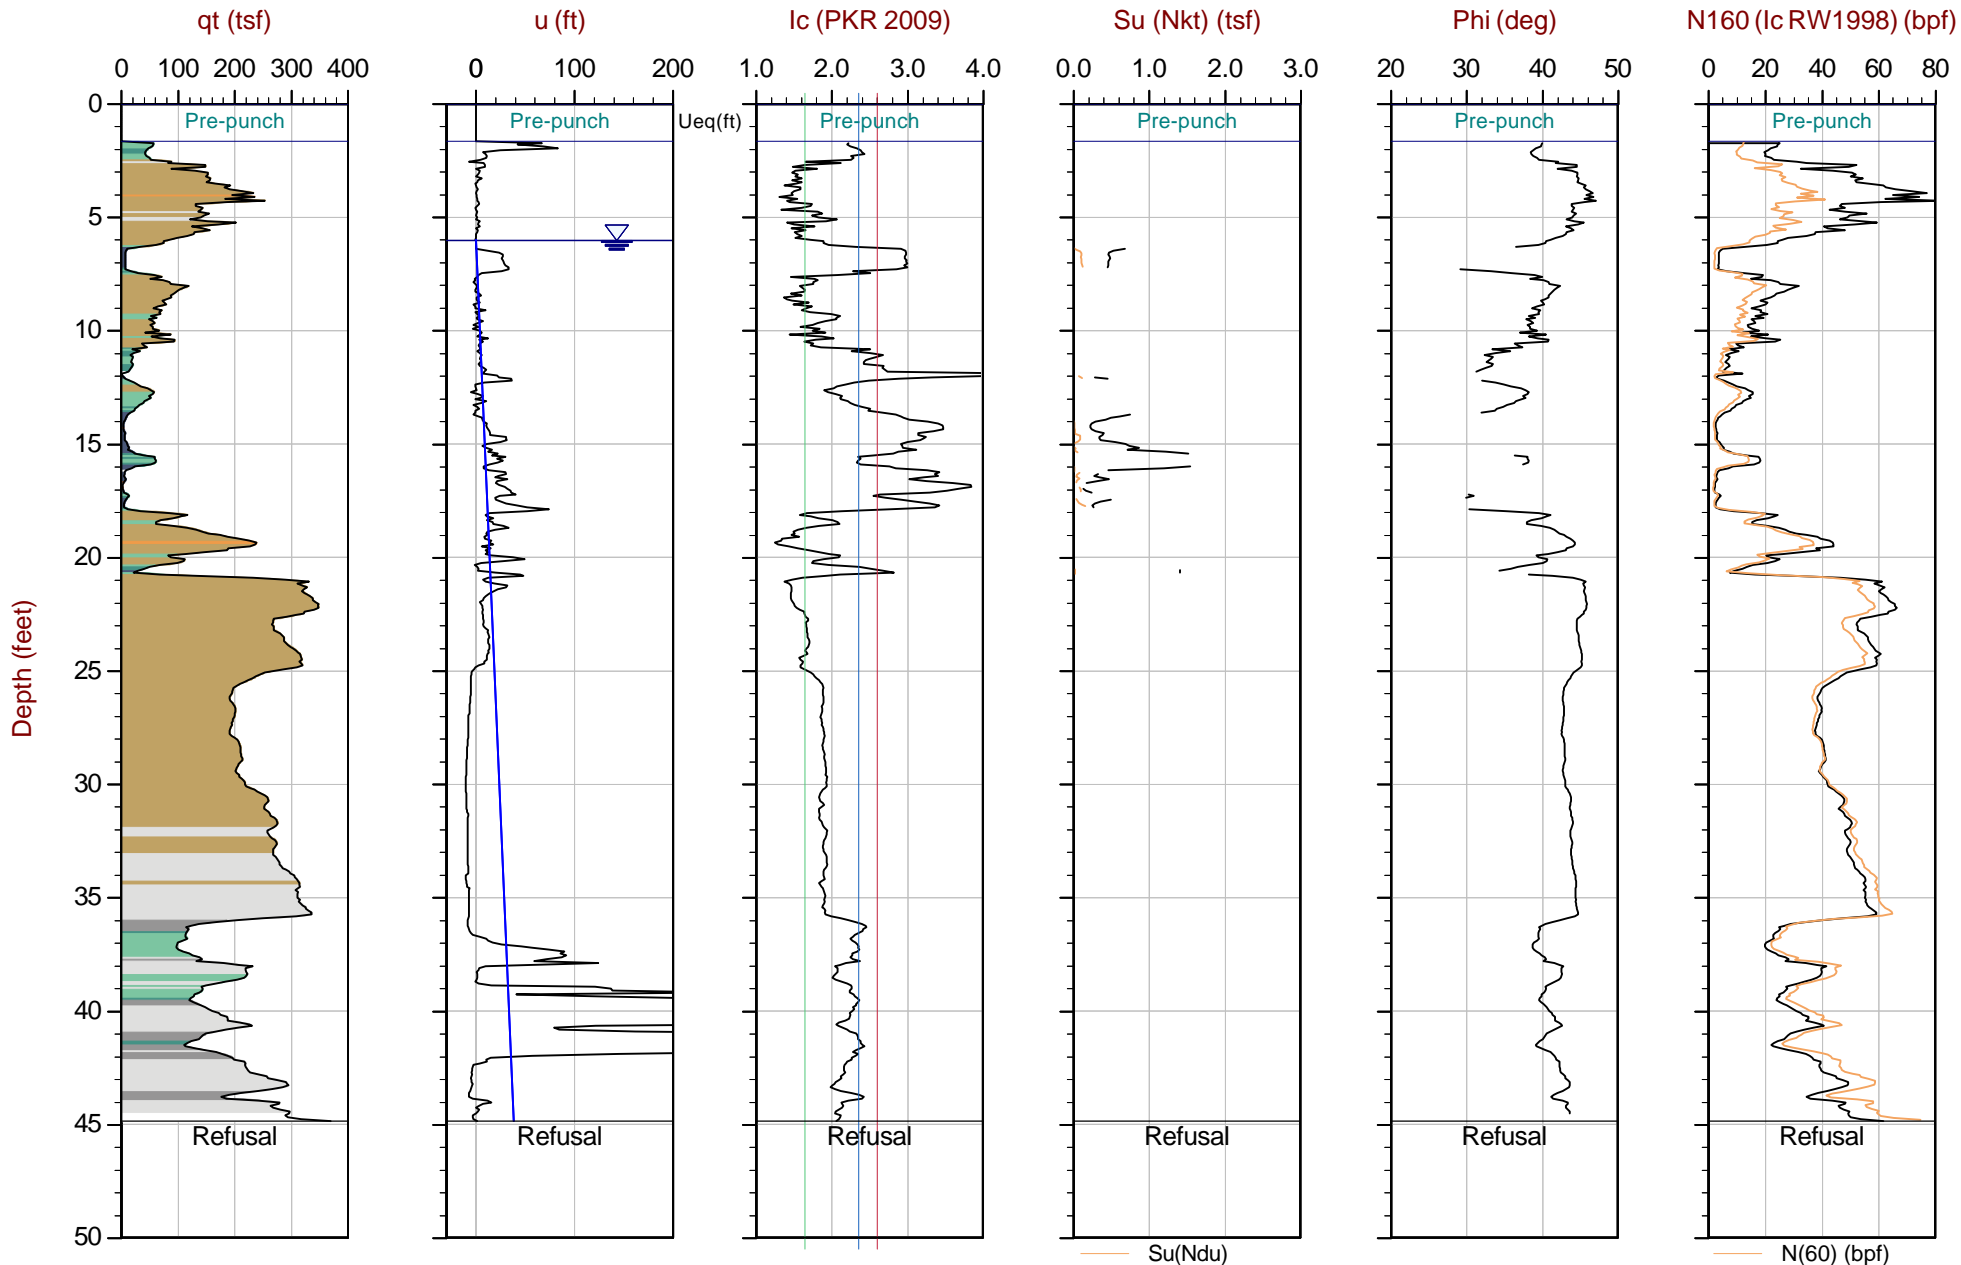 qt (tsf) u (ft) Ic (PKR 2009) Su (Nkt) (tsf) Phi (deg) N160 (Ic RW1998) (bpf)
0 100 200 300 400 0 100 200 1.0 2.0 3.0 4.0 0.0 1.0 2.0 3.0 20 30 40 50 0 20 40 60 80
0
Pre-punch Pre-punch Ueq(ft) Pre-punch Pre-punch Pre-punch Pre-punch
5
10
15
20
25
30
35
40
45
50
Depth (feet)
Refusal Refusal Refusal Refusal Refusal Refusal
Su(Ndu) N(60) (bpf)